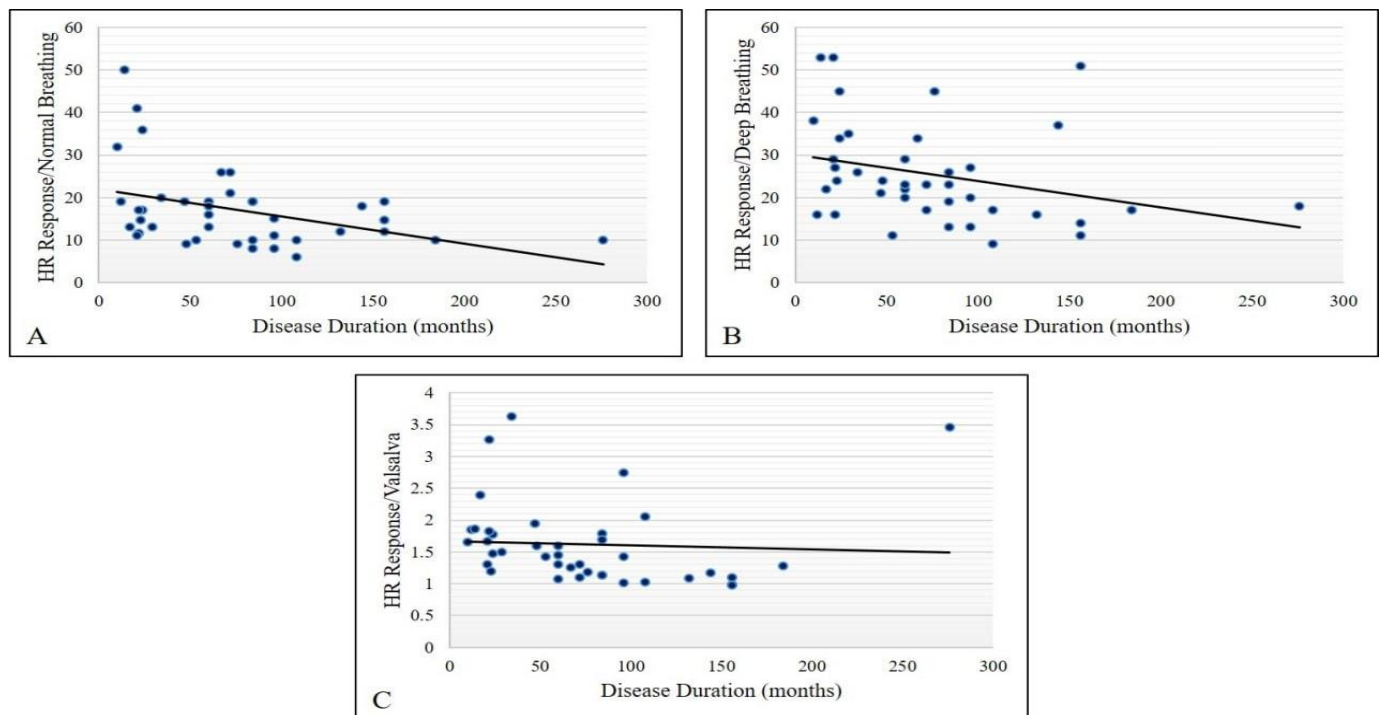 60
50
40
30
20
10
0
HR Response/Normal Breathing
0 50 100 150 200 250 300
Disease Duration (months)
A
60
50
40
30
20
10
0
HR Response/Deep Breathing
0 50 100 150 200 250 300
Disease Duration (months)
B
4
3.5
3
2.5
2
1.5
1
0.5
0
HR Response/Valsalva
0 50 100 150 200 250 300
Disease Duration (months)
C